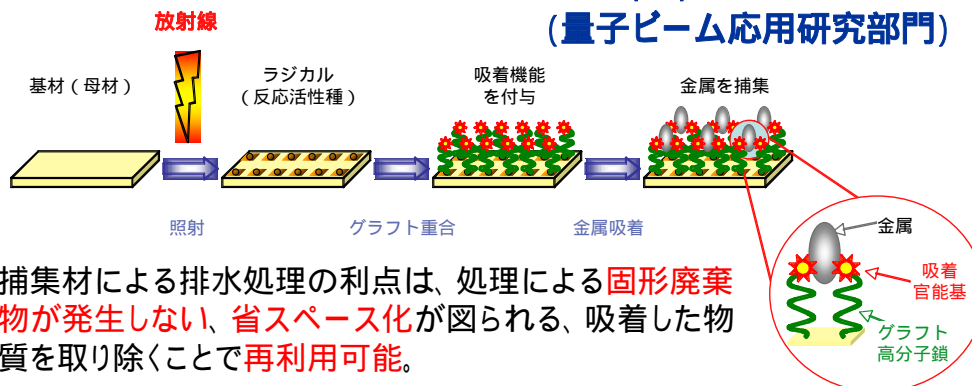 放射線
(量子ビーム応用研究部門)
基材（母材）
ラジカル
（反応活性種）
吸着機能
を付与
金属を捕集
照射
グラフト重合
金属吸着
金属
吸着
官能基
グラフト
高分子鎖
捕集材による排水処理の利点は、処理による固形廃棄
物が発生しない、省スペース化が図られる、吸着した物
質を取り除くことで再利用可能。